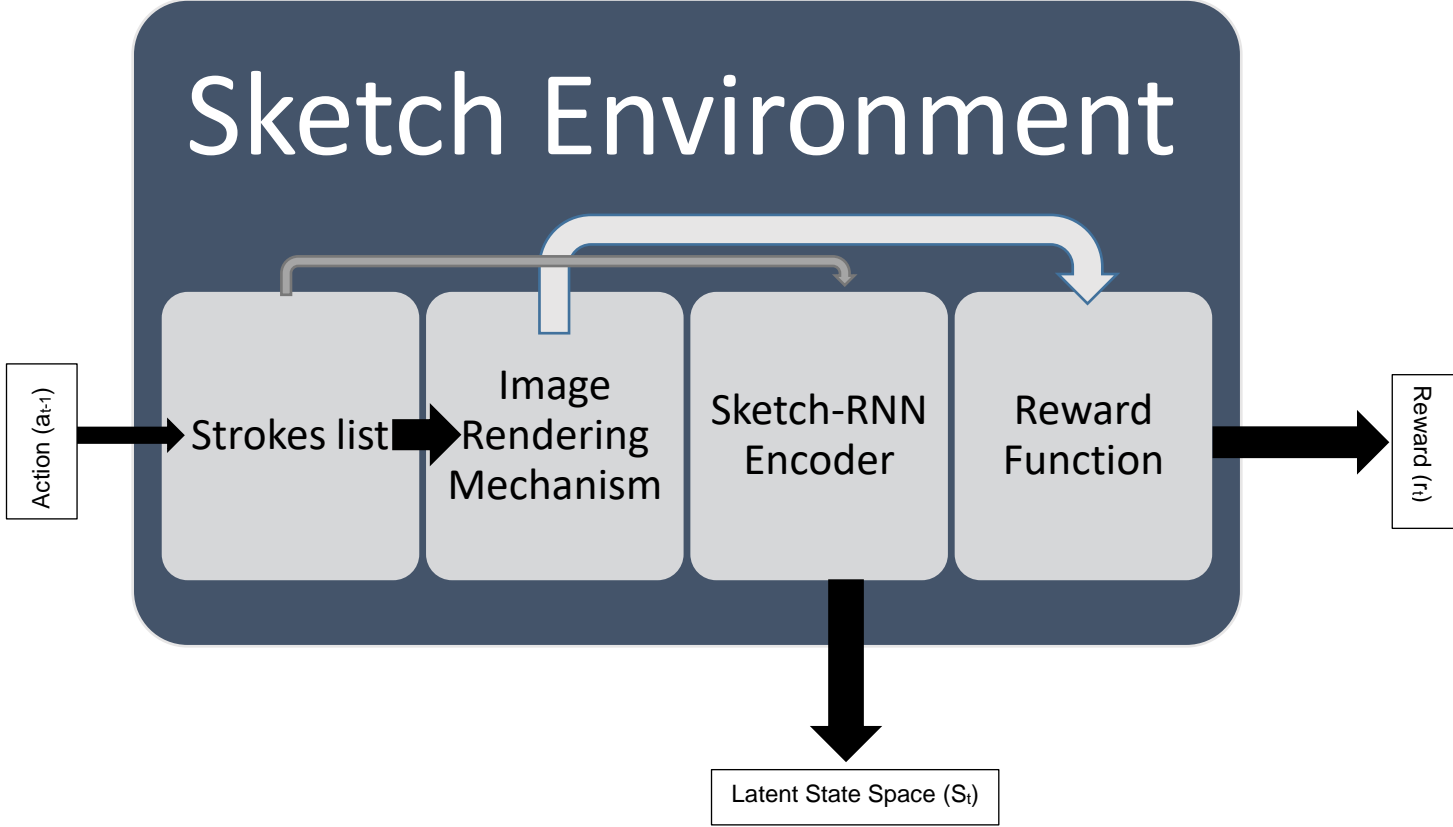 Sketch Environment
Action (aₜ₋₁)
Strokes list
Image
Rendering
Mechanism
Sketch-RNN
Encoder
Reward
Function
Reward (rₜ)
Latent State Space (Sₜ)